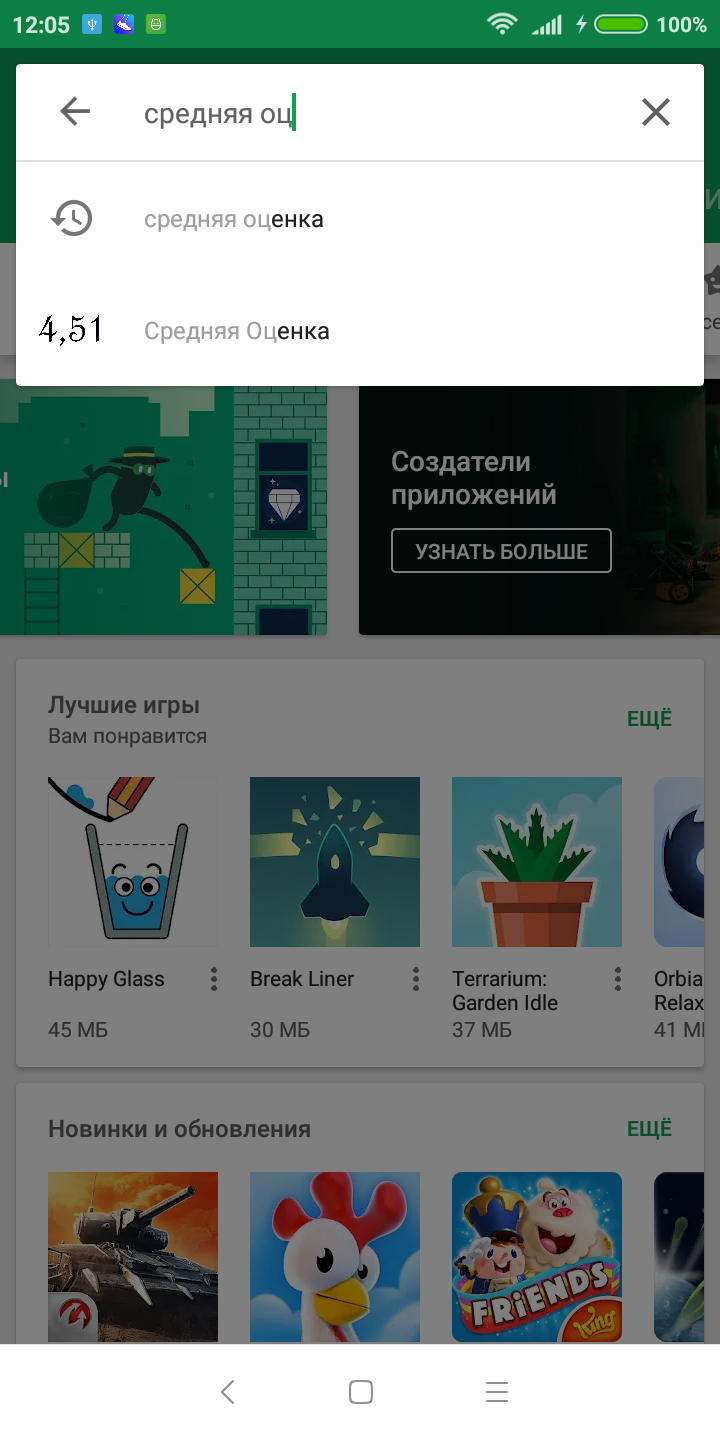 12:05
100%
средняя оц
средняя оценка
4,51
Средняя Оценка
Создатели
приложений
УЗНАТЬ БОЛЬШЕ
Лучшие игры
ЕЩЁ
Вам понравится
Happy Glass
Break Liner
Terrarium:
Garden Idle
Orbia
Relax
45 МБ
30 МБ
37 МБ
41 МБ
Новинки и обновления
ЕЩЁ
FRiENDS
King